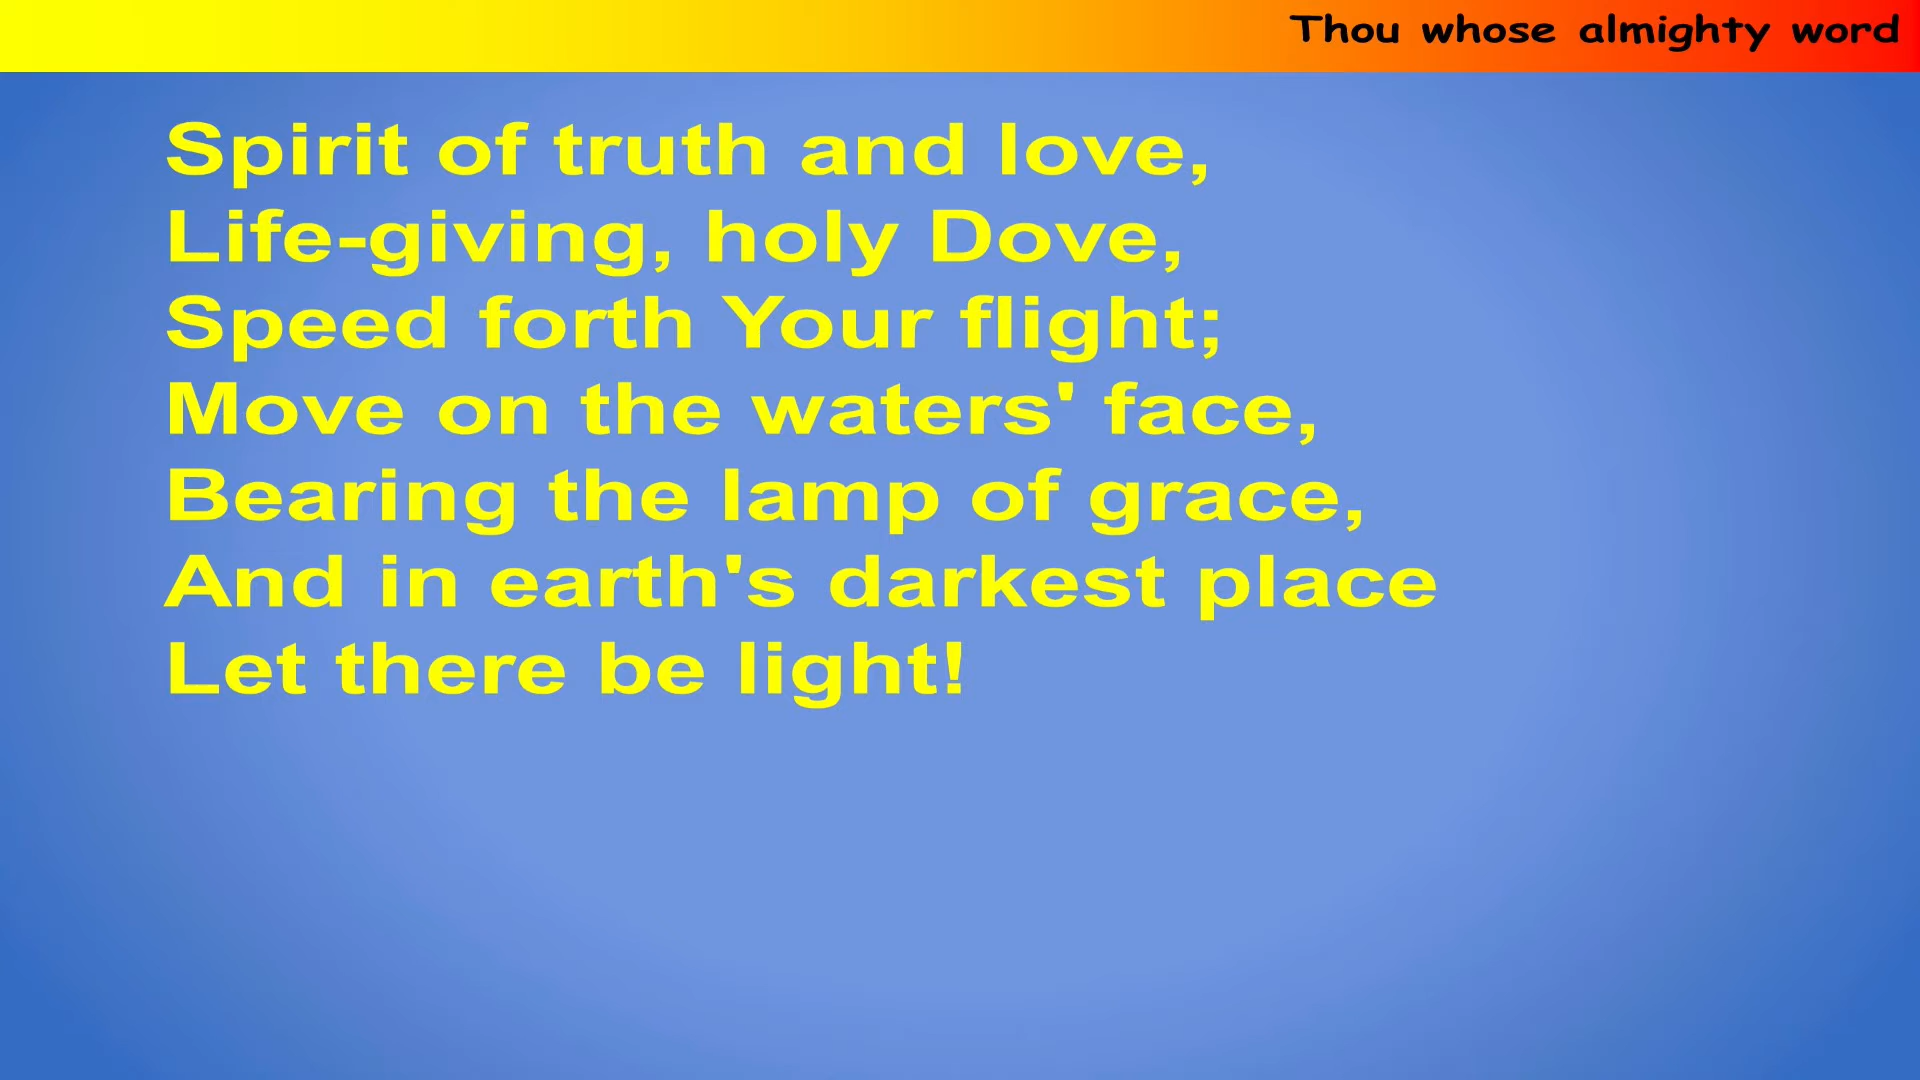 Thou whose almighty word
Spirit of truth and love,
Life-giving, holy Dove,
Speed forth Your flight;
Move on the waters' face,
Bearing the lamp of grace,
And in earth's darkest place
Let there be light!